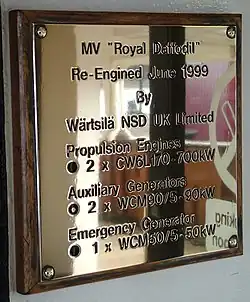 MV "Royal Daffodil"
Re-Engined June 1999
By
Wärtsilä NSD UK Limited
Propulsion Engines
2 x CW6L170-700kW
Auxiliary Generators
2 x WCM90/5-90kW
Emergency Generator
1 x WCM50/5-50kW